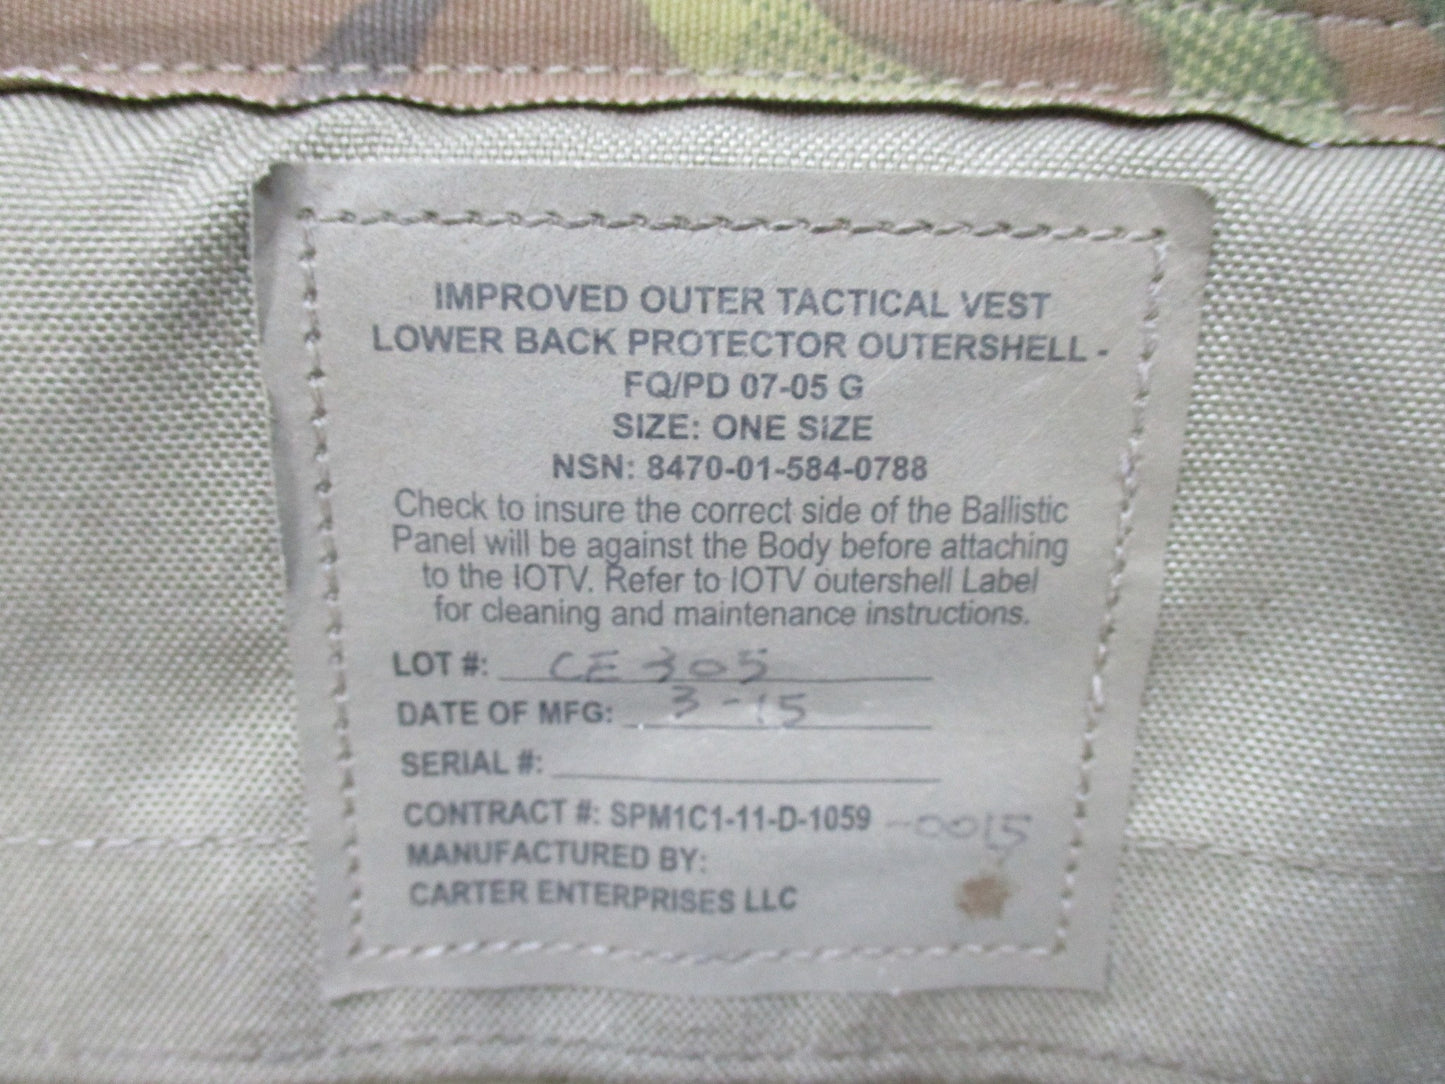 IMPROVED OUTER TACTICAL VEST
LOWER BACK PROTECTOR OUTERSHELL -
FQ/PD 07-05 G
SIZE: ONE SIZE
NSN: 8470-01-584-0788
Check to insure the correct side of the Ballistic
Panel will be against the Body before attaching
to the IOTV. Refer to IOTV outershell Label
for cleaning and maintenance instructions.
LOT #: CE 305
DATE OF MFG: 3-15
SERIAL #:
CONTRACT #: SPM1C1-11-D-1059 -0015
MANUFACTURED BY:
CARTER ENTERPRISES LLC